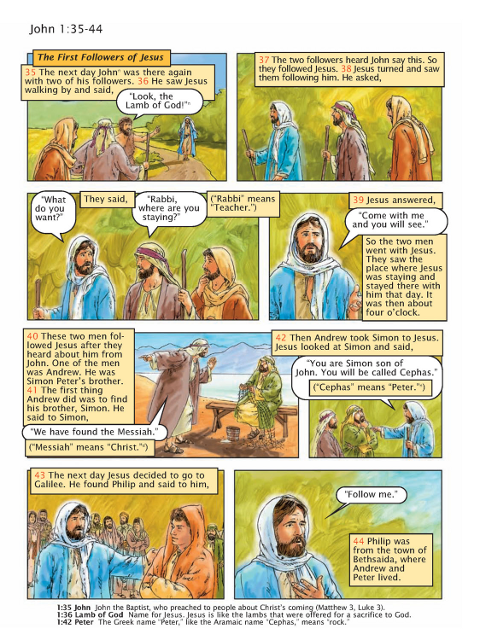 John 1:35-44
The First Followers of Jesus
35 The next day John° was there again
with two of his followers. 36 He saw Jesus
walking by and said,
"Look, the
Lamb of God!"°
37 The two followers heard John say this. So
they followed Jesus. 38 Jesus turned and saw
them following him. He asked,
"What
do you
want?"
They said,
"Rabbi,
where are you
staying?"
("Rabbi" means
"Teacher.")
39 Jesus answered,
"Come with me
and you will see."
So the two men
went with Jesus.
They saw the
place where Jesus
was staying and
stayed there with
him that day. It
was then about
four o'clock.
40 These two men fol-
lowed Jesus after they
heard about him from
John. One of the men
was Andrew. He was
Simon Peter's brother.
41 The first thing
Andrew did was to find
his brother, Simon. He
said to Simon,
"We have found the Messiah."
("Messiah" means "Christ."°)
42 Then Andrew took Simon to Jesus.
Jesus looked at Simon and said,
"You are Simon son of
John. You will be called Cephas."
("Cephas" means "Peter."°)
43 The next day Jesus decided to go to
Galilee. He found Philip and said to him,
"Follow me."
44 Philip was
from the town of
Bethsaida, where
Andrew and
Peter lived.
1:35 John John the Baptist, who preached to people about Christ's coming (Matthew 3, Luke 3).
1:36 Lamb of God Name for Jesus. Jesus is like the lambs that were offered for a sacrifice to God.
1:42 Peter The Greek name "Peter," like the Aramaic name "Cephas," means "rock."